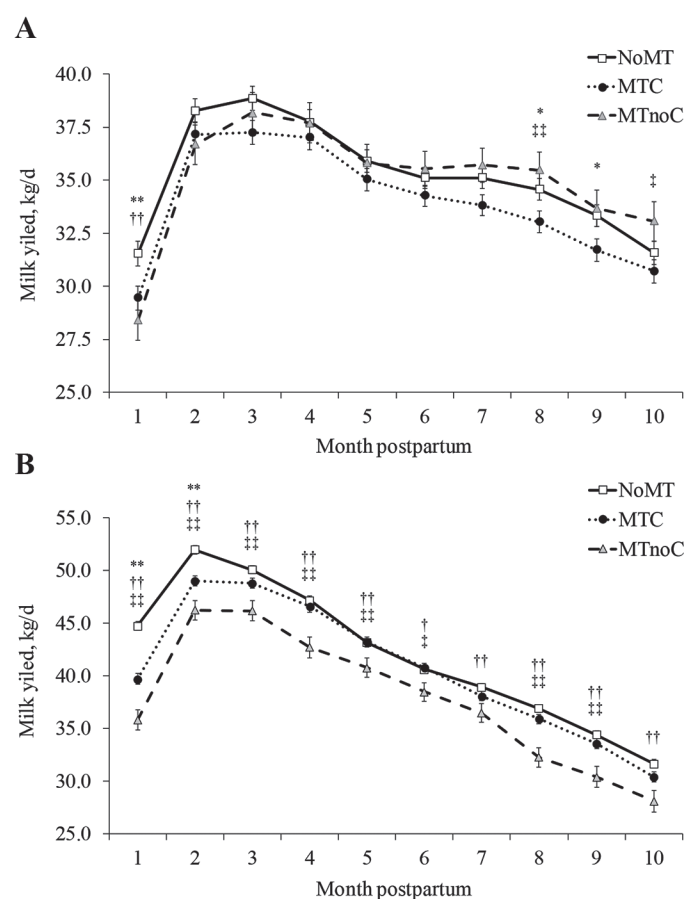 A
NoMT
MTC
MTnoC
40.0
37.5
35.0
32.5
30.0
27.5
25.0
Milk yiled, kg/d
**
††
*
‡‡
*
‡
1 2 3 4 5 6 7 8 9 10
Month postpartum
B
NoMT
MTC
MTnoC
55.0
50.0
45.0
40.0
35.0
30.0
25.0
Milk yiled, kg/d
**
††
‡‡
**
††
‡‡
††
‡‡
††
‡‡
††
‡‡
†
‡
††
††
‡‡
††
‡‡
††
1 2 3 4 5 6 7 8 9 10
Month postpartum